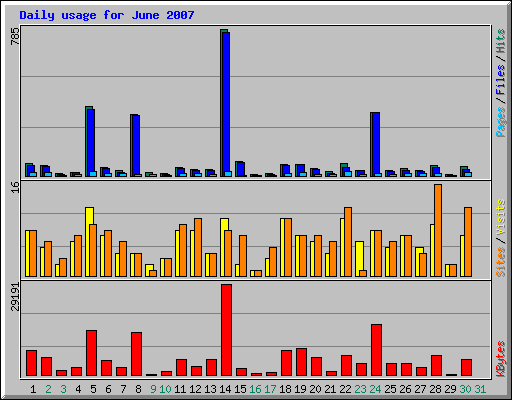 Daily usage for June 2007
785
Pages / Files / Hits
16
Sites / Visits
29191
KBytes
1 2 3 4 5 6 7 8 9 10 11 12 13 14 15 16 17 18 19 20 21 22 23 24 25 26 27 28 29 30 31